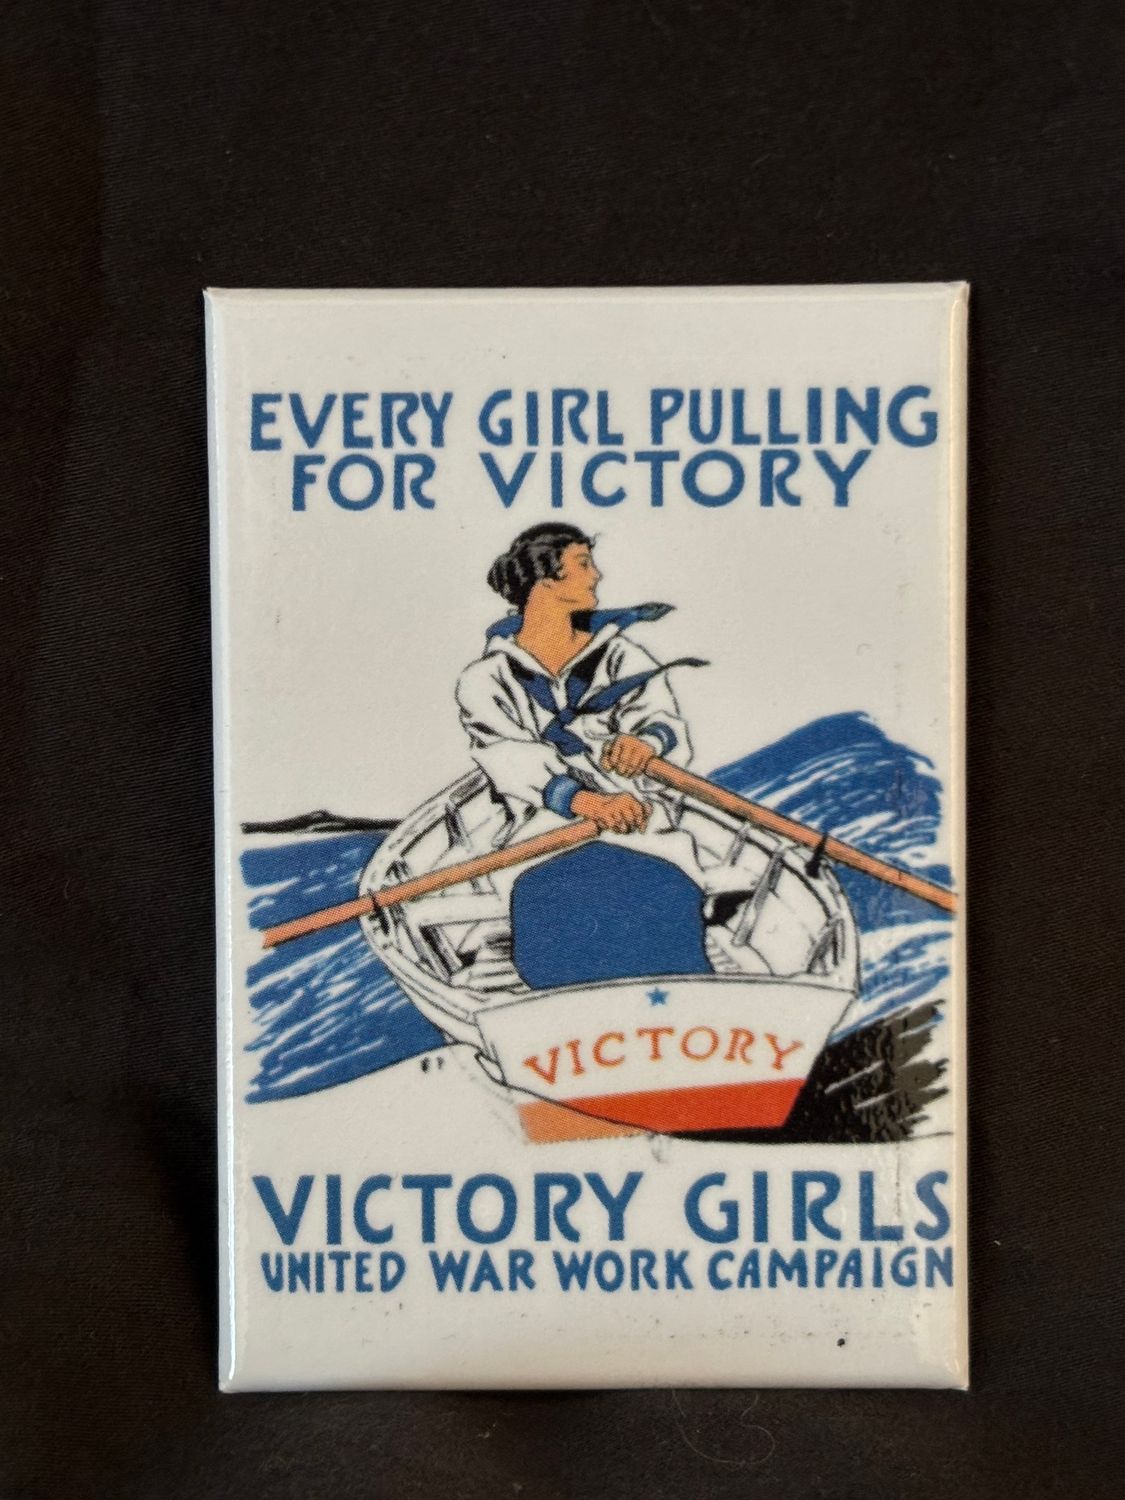 EVERY GIRL PULLING
FOR VICTORY
VICTORY
VICTORY GIRLS
UNITED WAR WORK CAMPAIGN